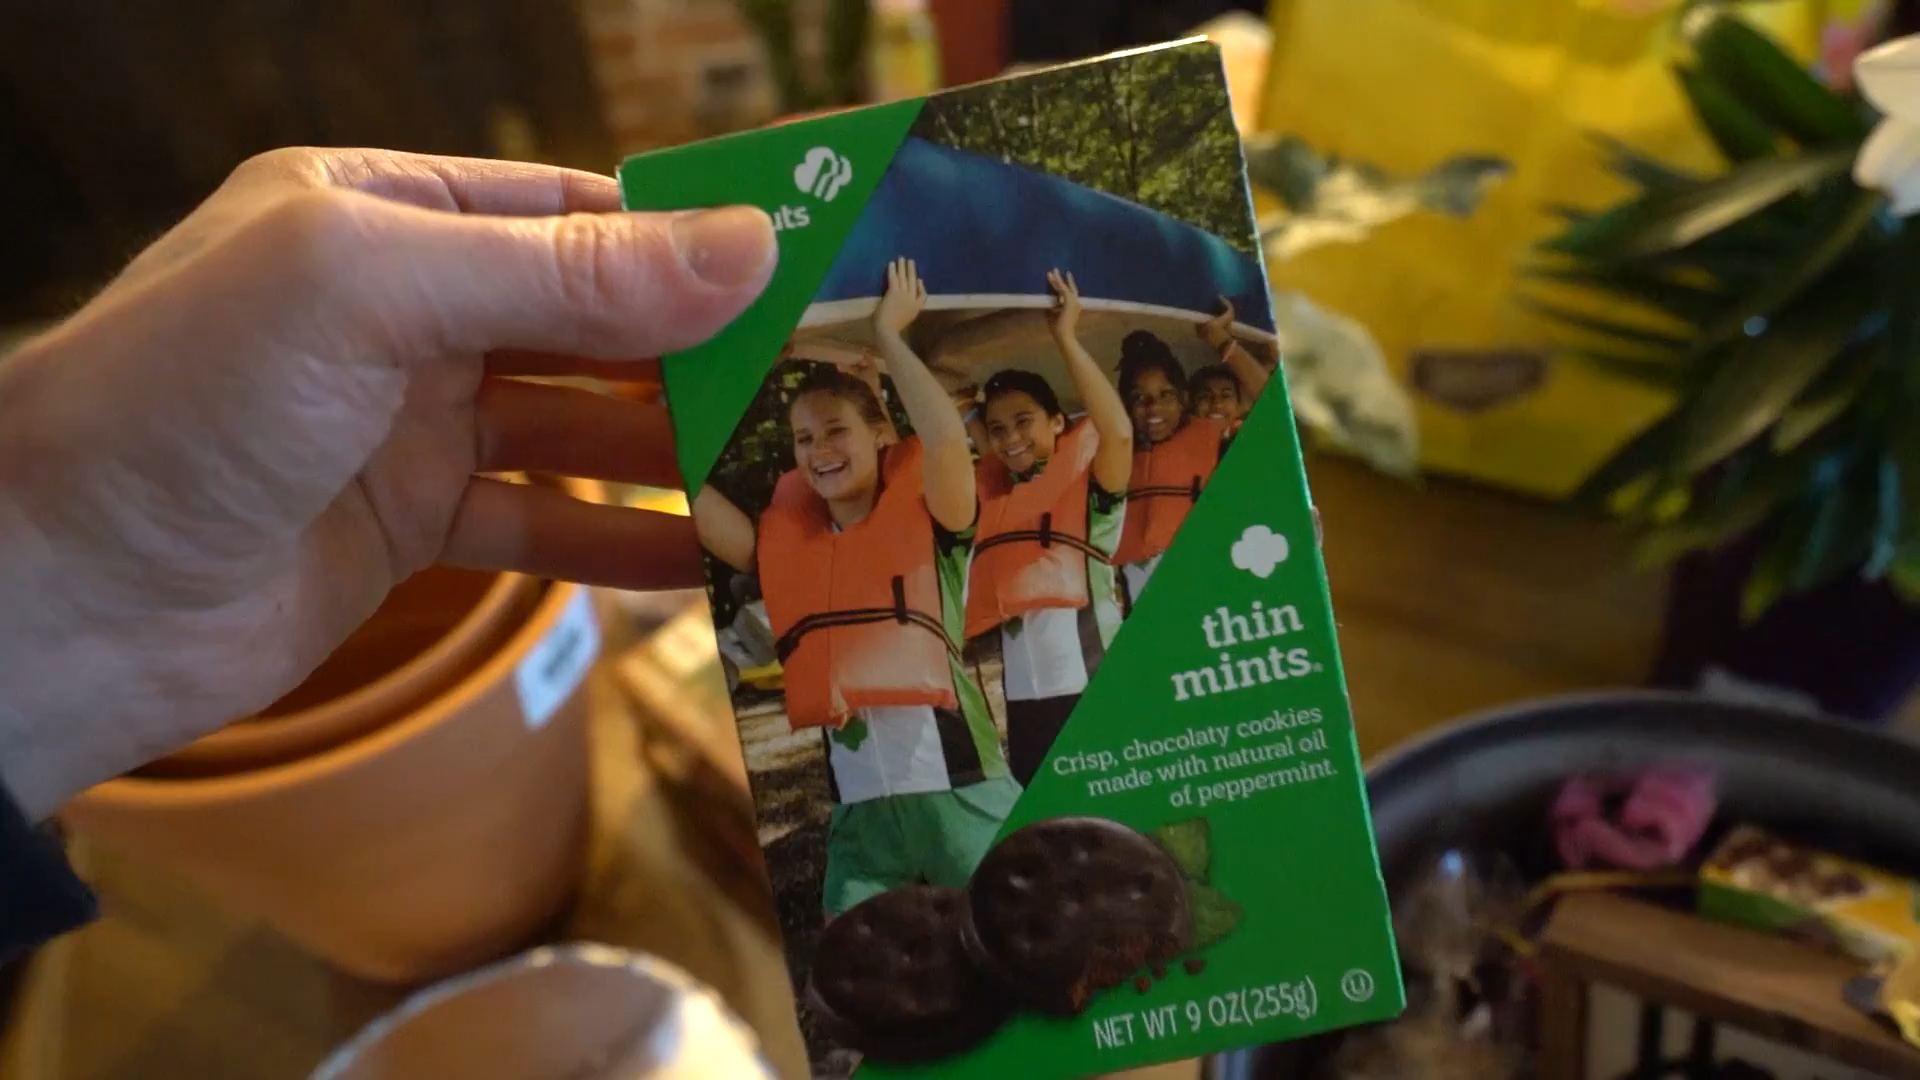 uts
thin
mints®
Crisp, chocolaty cookies
made with natural oil
of peppermint.
NET WT 9 OZ(255g)
U